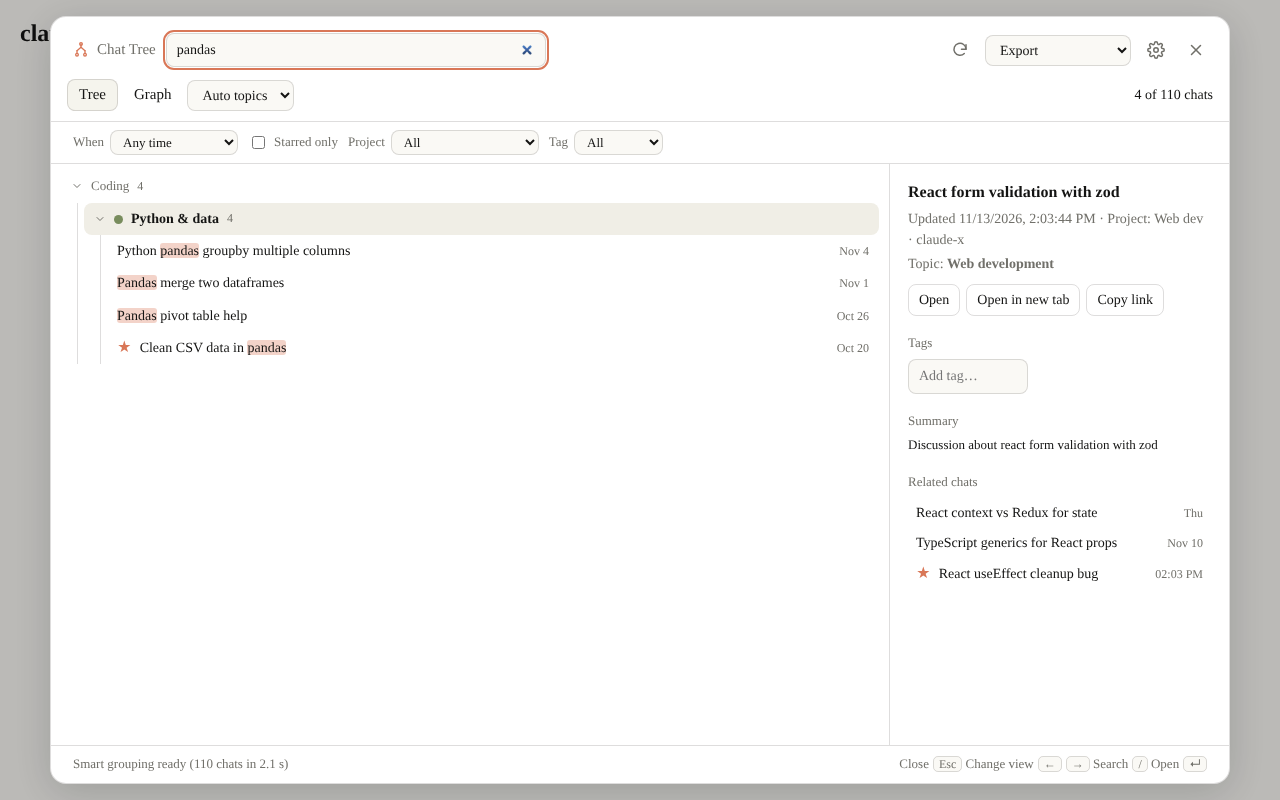 cla
Chat Tree
pandas
Export
Tree
Graph
Auto topics
4 of 110 chats
When
Any time
Starred only
Project
All
Tag
All
Coding 4
Python & data 4
Python pandas groupby multiple columns Nov 4
Pandas merge two dataframes Nov 1
Pandas pivot table help Oct 26
Clean CSV data in pandas Oct 20
React form validation with zod
Updated 11/13/2026, 2:03:44 PM · Project: Web dev
· claude-x
Topic: Web development
Open
Open in new tab
Copy link
Tags
Add tag…
Summary
Discussion about react form validation with zod
Related chats
React context vs Redux for state Thu
TypeScript generics for React props Nov 10
React useEffect cleanup bug 02:03 PM
Smart grouping ready (110 chats in 2.1 s)
Close Esc Change view ← → Search / Open ↵